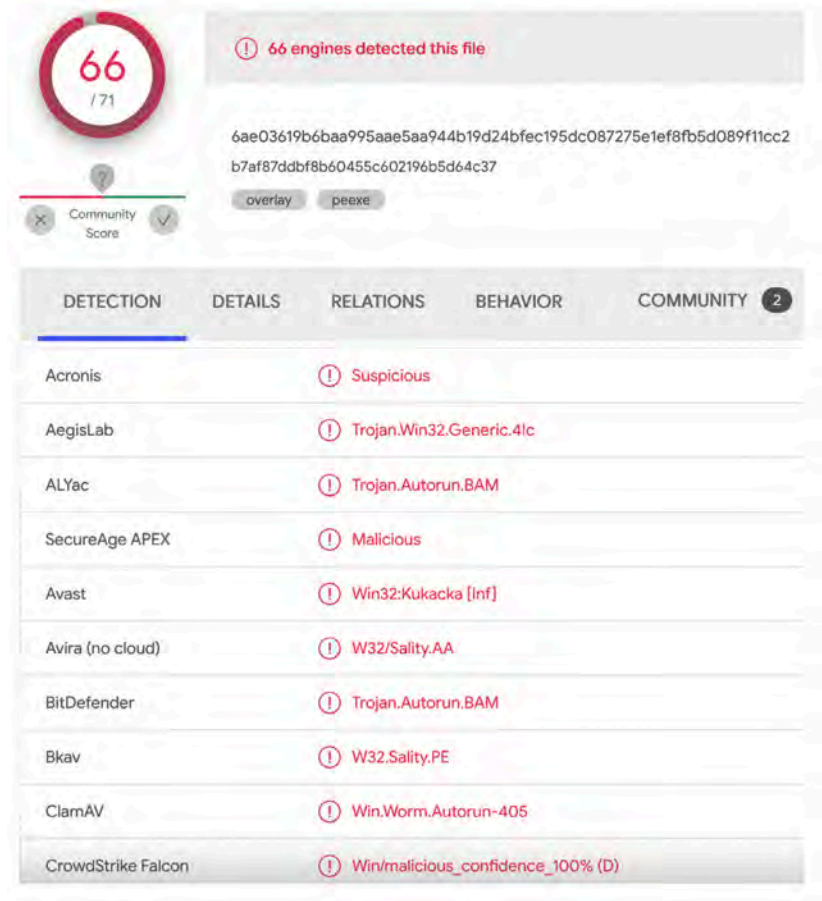 66
/ 71
66 engines detected this file
6ae03619b6baa995aae5aa944b19d24bfec195dc087275e1ef8fb5d089f11cc2
b7af87ddbf8b60455c602196b5d64c37
overlay peexe
?
Community
Score
DETECTION DETAILS RELATIONS BEHAVIOR COMMUNITY 2
Acronis Suspicious
AegisLab Trojan.Win32.Generic.4!c
ALYac Trojan.Autorun.BAM
SecureAge APEX Malicious
Avast Win32:Kukacka [Inf]
Avira (no cloud) W32/Sality.AA
BitDefender Trojan.Autorun.BAM
Bkav W32.Sality.PE
ClamAV Win.Worm.Autorun-405
CrowdStrike Falcon Win/malicious_confidence_100% (D)